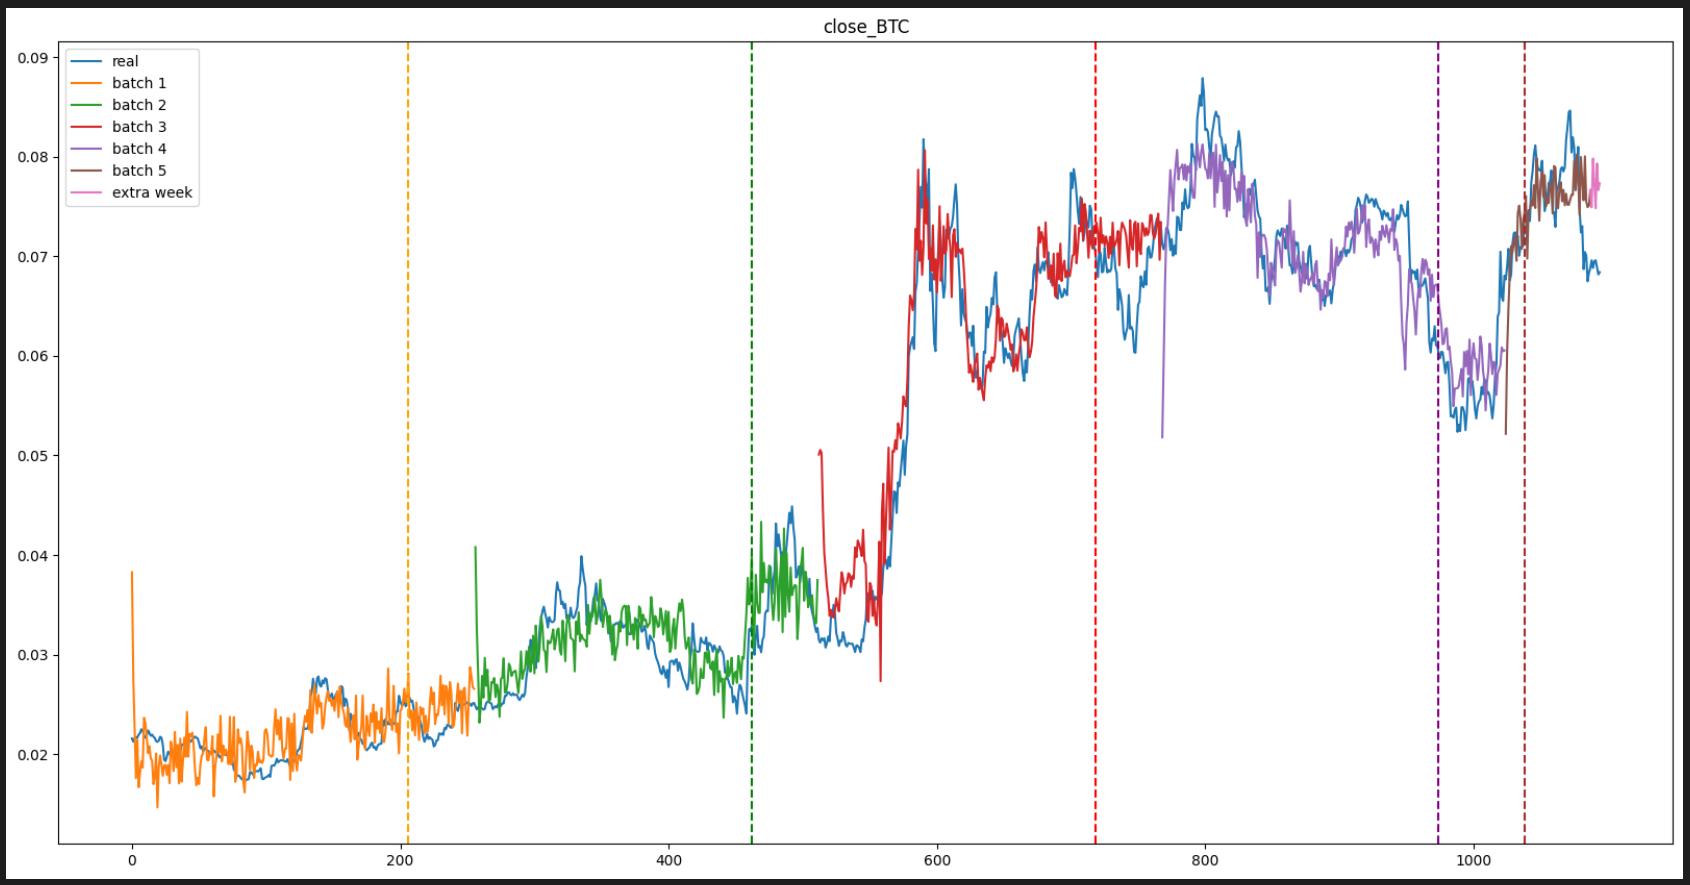 close_BTC
real
batch 1
batch 2
batch 3
batch 4
batch 5
extra week
0.09
0.08
0.07
0.06
0.05
0.04
0.03
0.02
0 200 400 600 800 1000